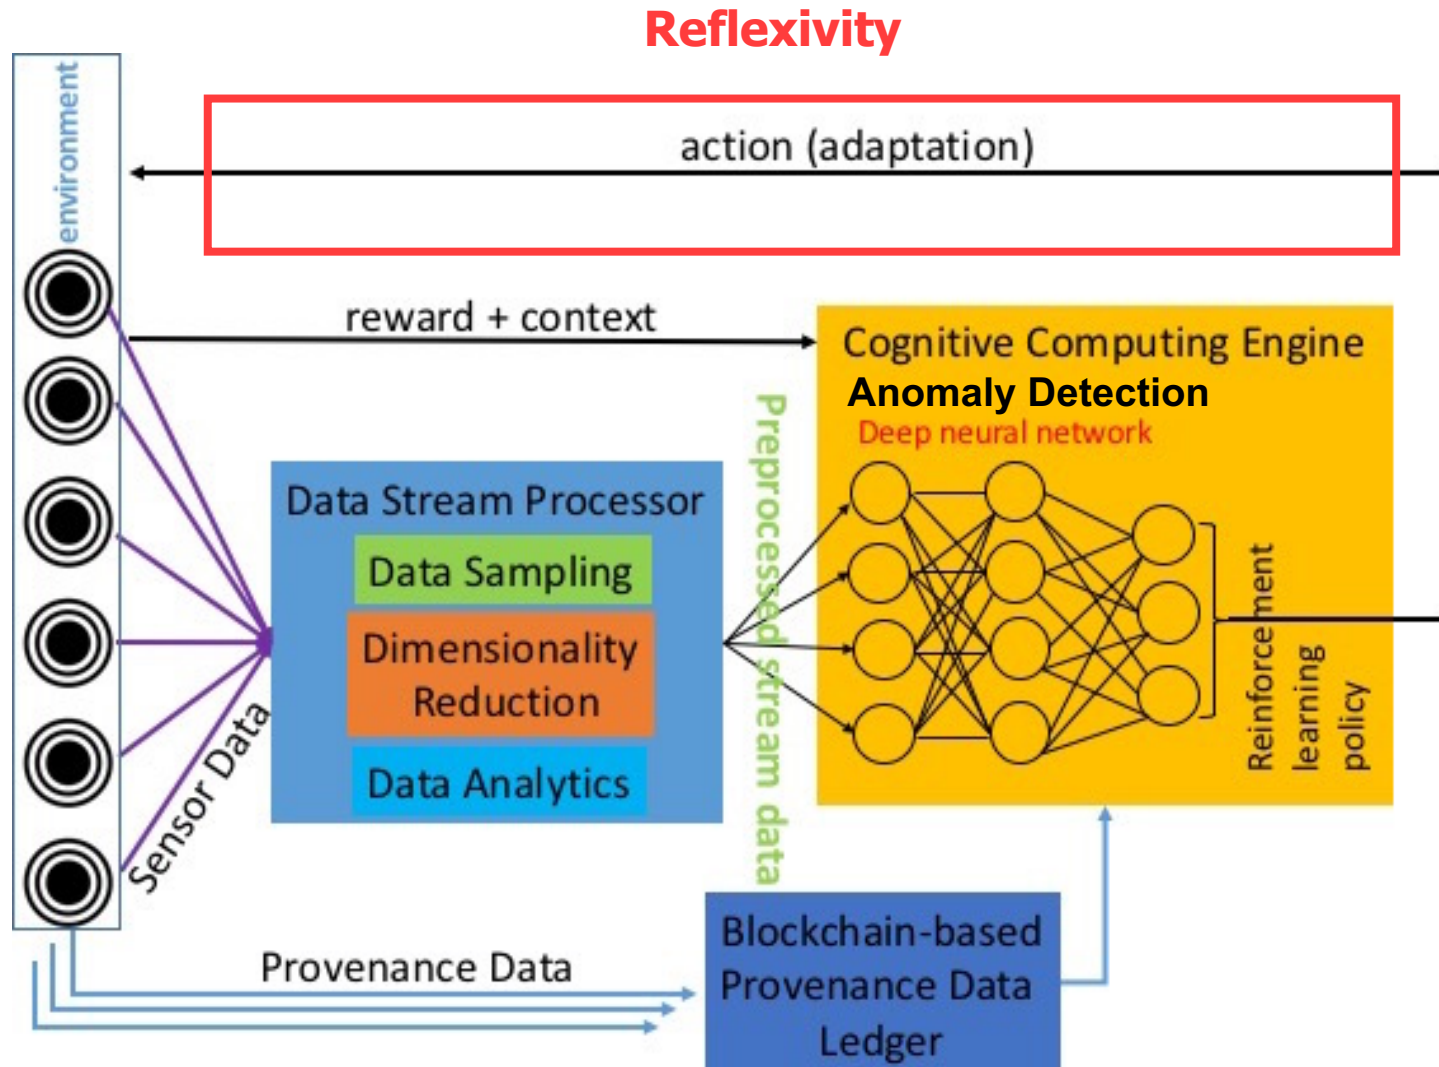 Reflexivity
environment
action (adaptation)
reward + context
Cognitive Computing Engine
Anomaly Detection
Deep neural network
Preprocessed stream data
Data Stream Processor
Data Sampling
Dimensionality
Reduction
Data Analytics
Reinforcement
learning
policy
Sensor Data
Provenance Data
Blockchain-based
Provenance Data
Ledger